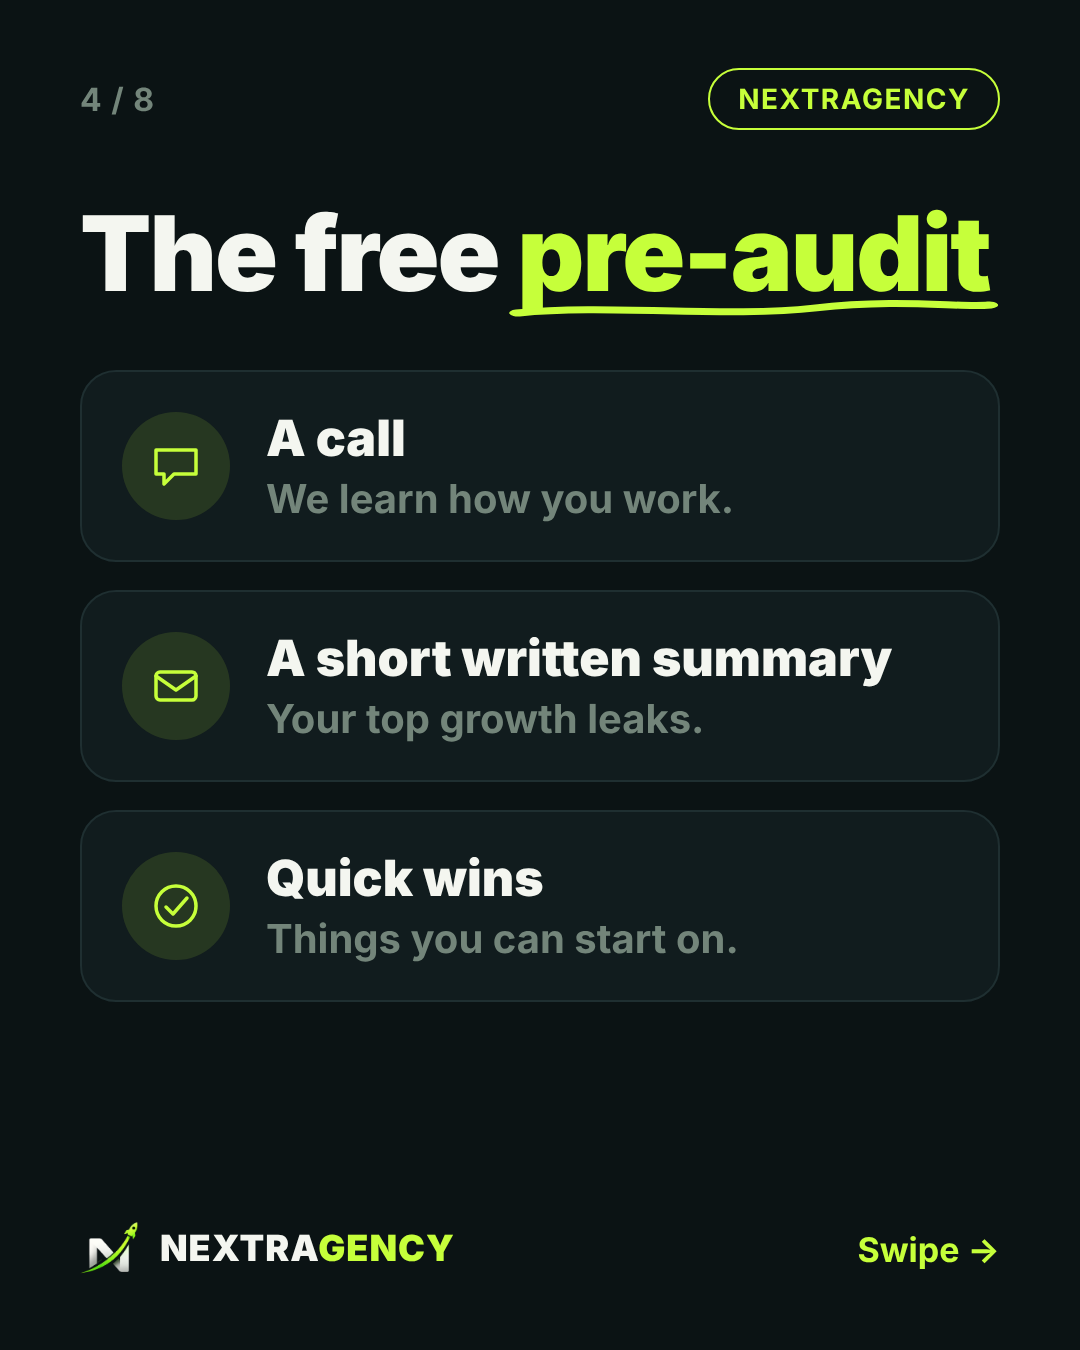 4 / 8
NEXTRAGENCY
The free pre-audit
A call
We learn how you work.
A short written summary
Your top growth leaks.
Quick wins
Things you can start on.
NEXTRAGENCY
Swipe →